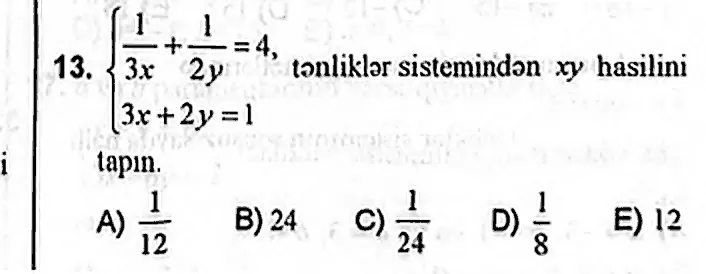 13. { 1/3x + 1/2y = 4, tənliklər sistemindən xy hasilini
3x + 2y = 1
tapın.
A) 1/12 B) 24 C) 1/24 D) 1/8 E) 12